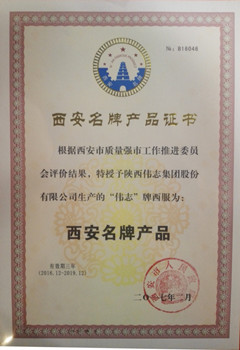 №: 016046
西安名牌产品证书
根据西安市质量强市工作推进委员
会评价结果，特授予陕西伟志集团股份
有限公司生产的“伟志”牌西服为：
西安名牌产品
有效期三年
(2016.12-2019.12)
二〇一七年二月